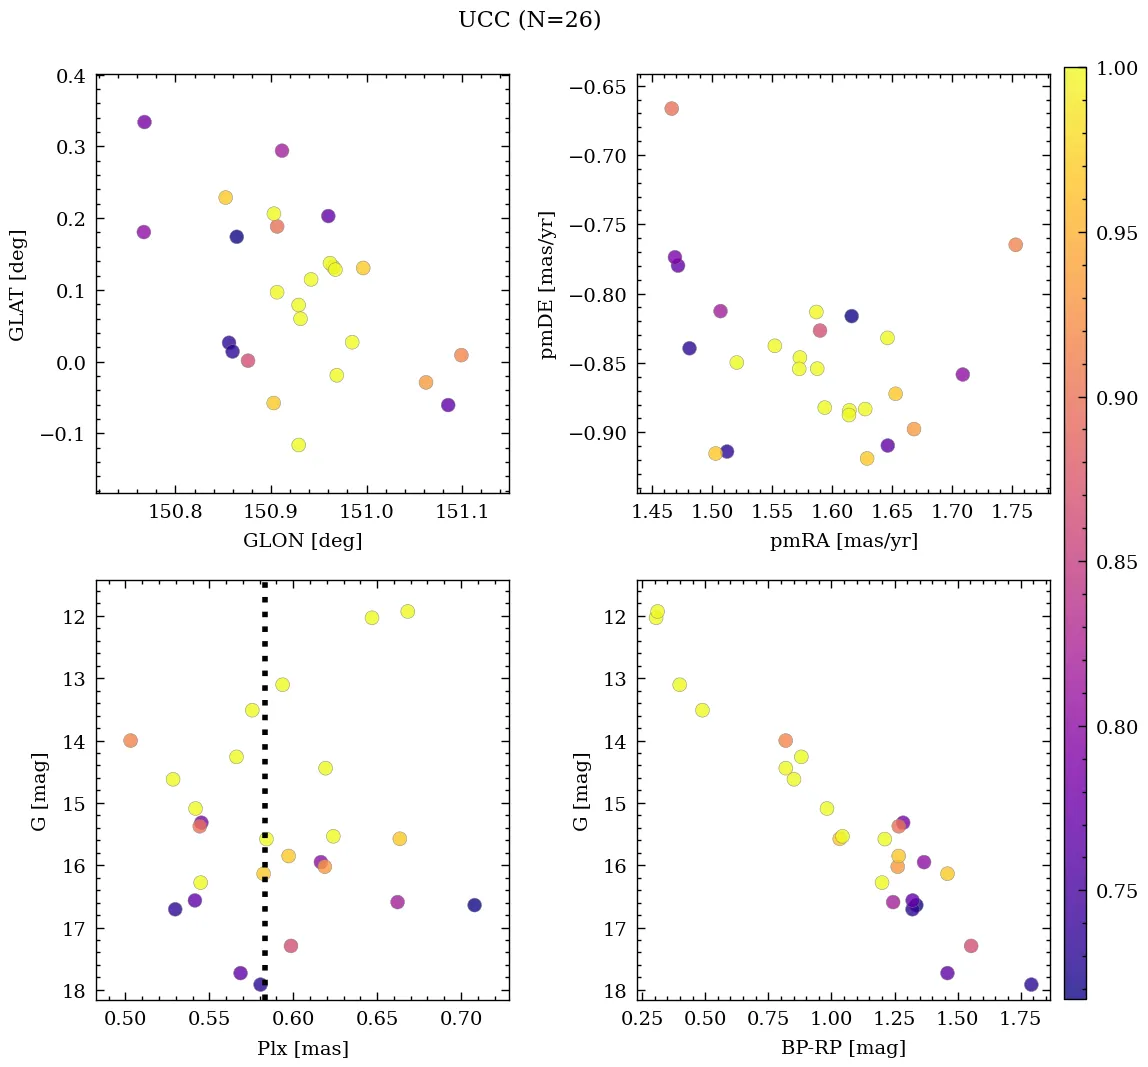 UCC (N=26)
0.4
0.3
0.2
0.1
0.0
−0.1
GLAT [deg]
150.8 150.9 151.0 151.1
GLON [deg]
−0.65
−0.70
−0.75
−0.80
−0.85
−0.90
pmDE [mas/yr]
1.45 1.50 1.55 1.60 1.65 1.70 1.75
pmRA [mas/yr]
12
13
14
15
16
17
18
G [mag]
0.50 0.55 0.60 0.65 0.70
Plx [mas]
12
13
14
15
16
17
18
G [mag]
0.25 0.50 0.75 1.00 1.25 1.50 1.75
BP-RP [mag]
1.00
0.95
0.90
0.85
0.80
0.75